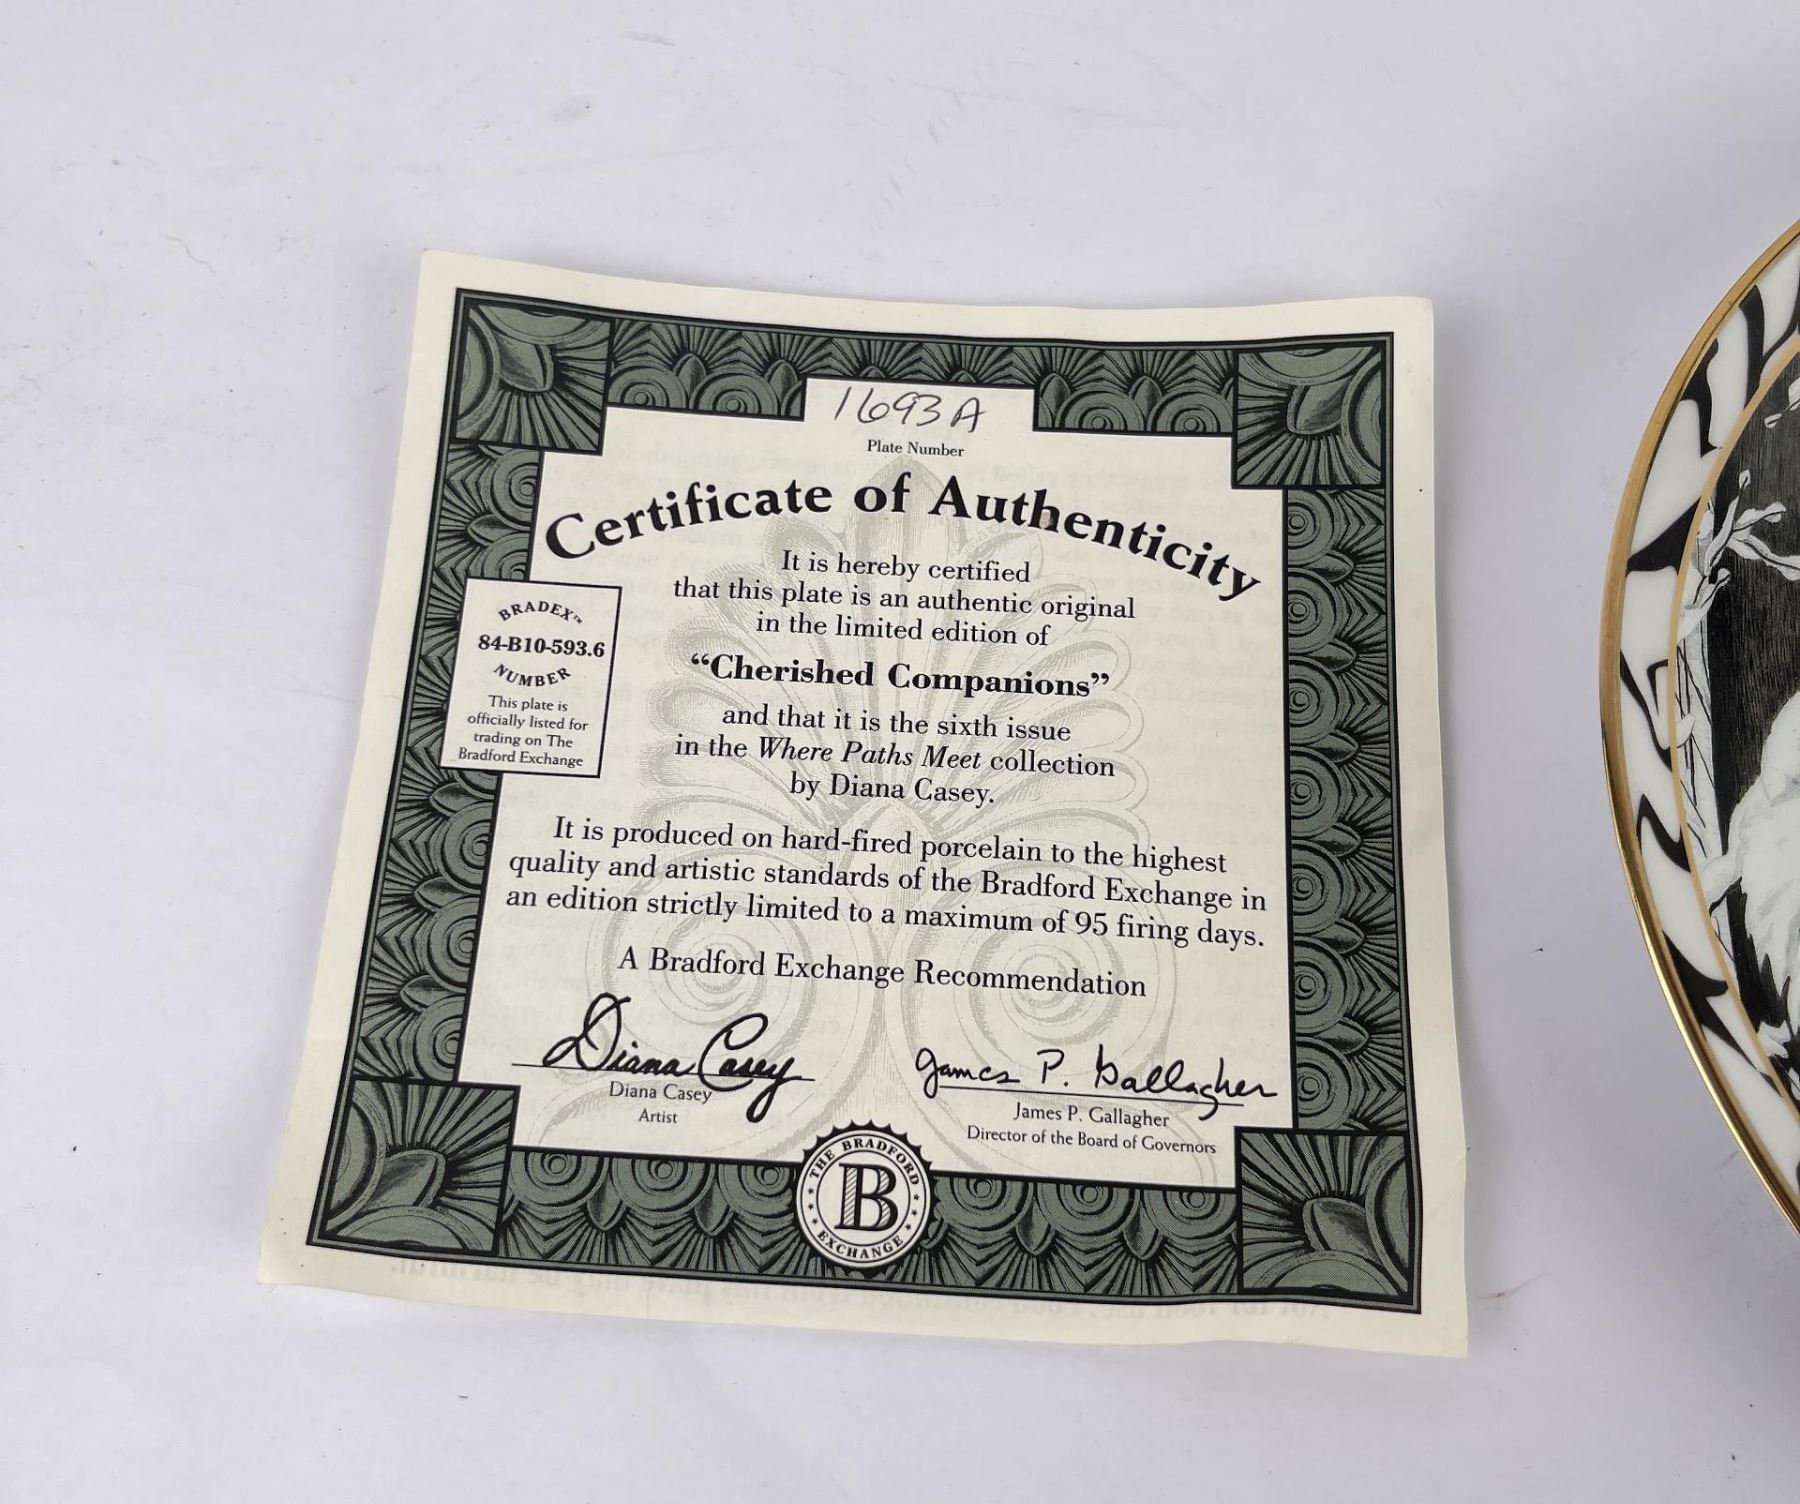 1693A
Plate Number
Certificate of Authenticity
It is hereby certified
that this plate is an authentic original
in the limited edition of
“Cherished Companions”
and that it is the sixth issue
in the Where Paths Meet collection
by Diana Casey.
BRADEX™
84-B10-593.6
NUMBER
This plate is
officially listed for
trading on The
Bradford Exchange
It is produced on hard-fired porcelain to the highest
quality and artistic standards of the Bradford Exchange in
an edition strictly limited to a maximum of 95 firing days.
A Bradford Exchange Recommendation
Diana Casey
Diana Casey
Artist
James P. Gallagher
James P. Gallagher
Director of the Board of Governors
THE BRADFORD
B
EXCHANGE